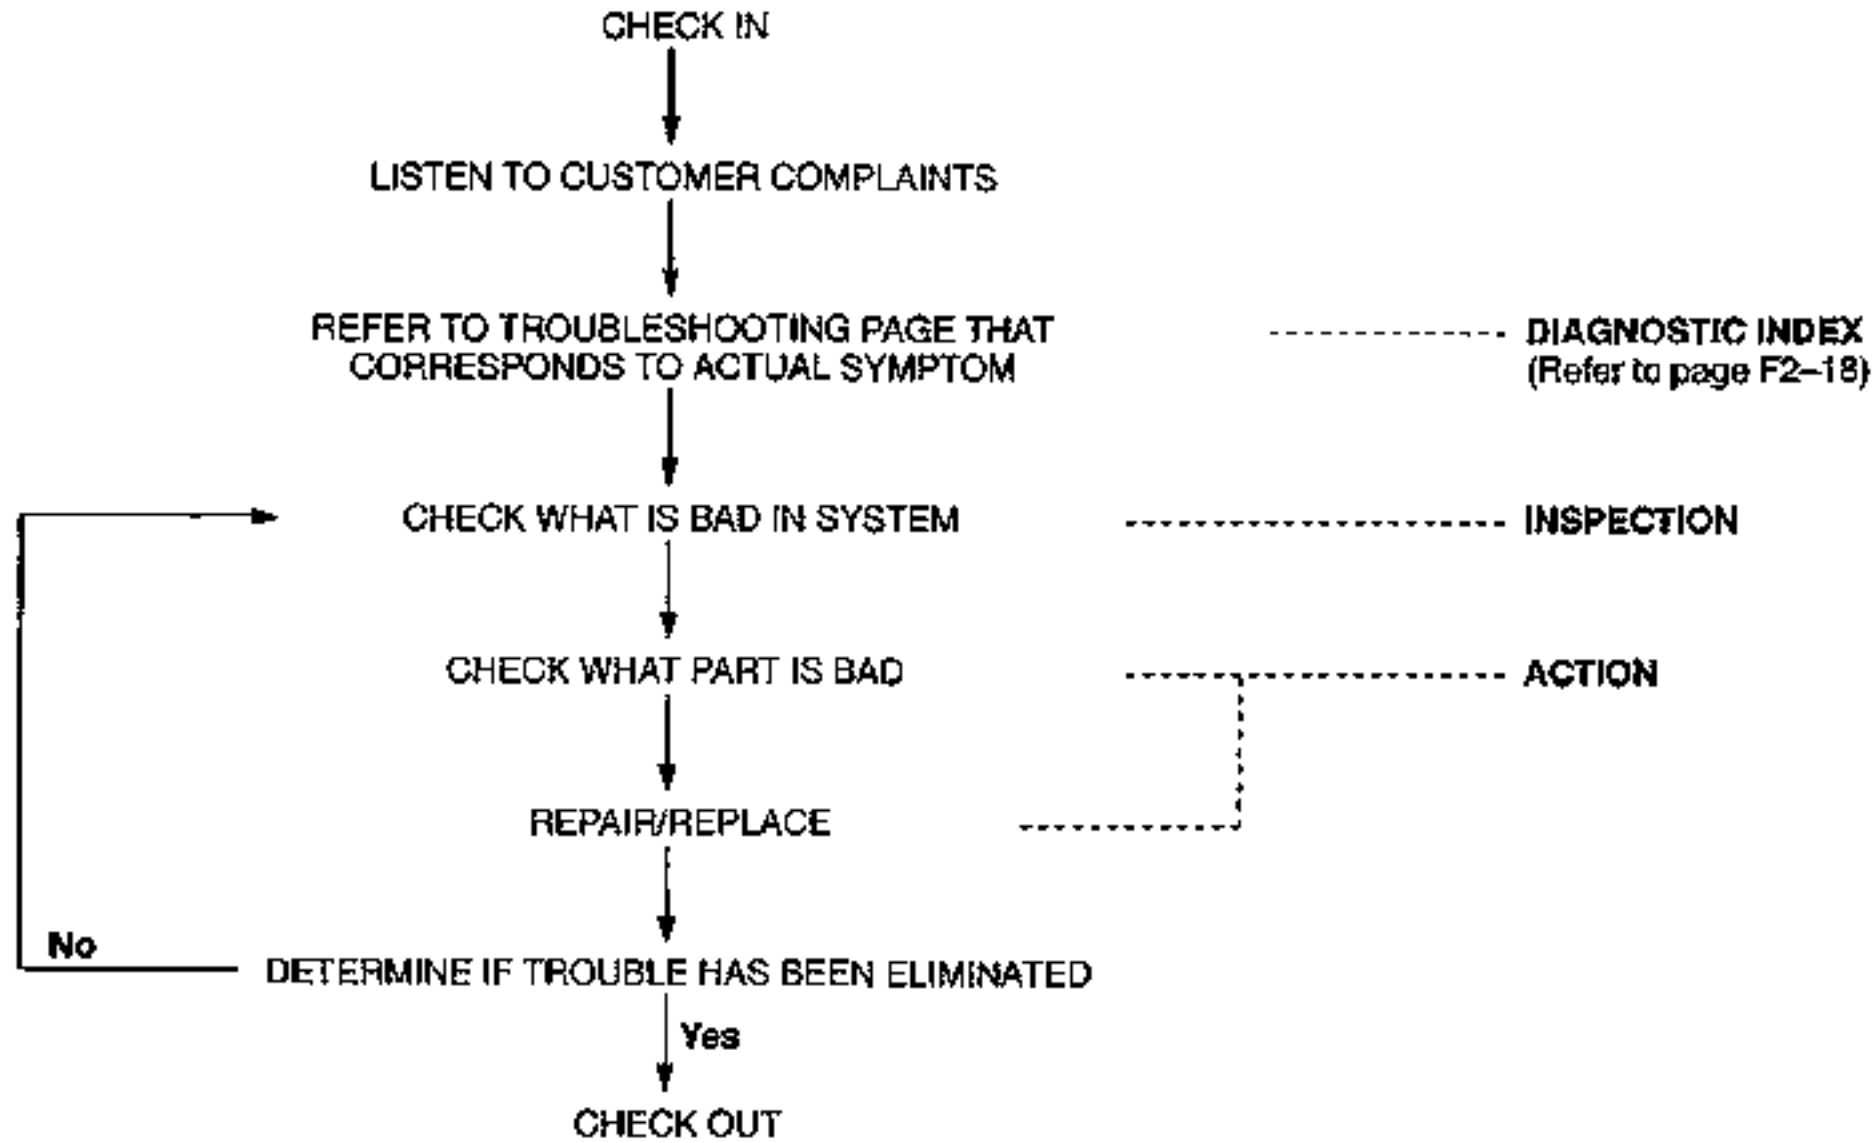 CHECK IN
LISTEN TO CUSTOMER COMPLAINTS
REFER TO TROUBLESHOOTING PAGE THAT
CORRESPONDS TO ACTUAL SYMPTOM
DIAGNOSTIC INDEX
(Refer to page F2–18)
CHECK WHAT IS BAD IN SYSTEM
INSPECTION
CHECK WHAT PART IS BAD
ACTION
REPAIR/REPLACE
No
DETERMINE IF TROUBLE HAS BEEN ELIMINATED
Yes
CHECK OUT